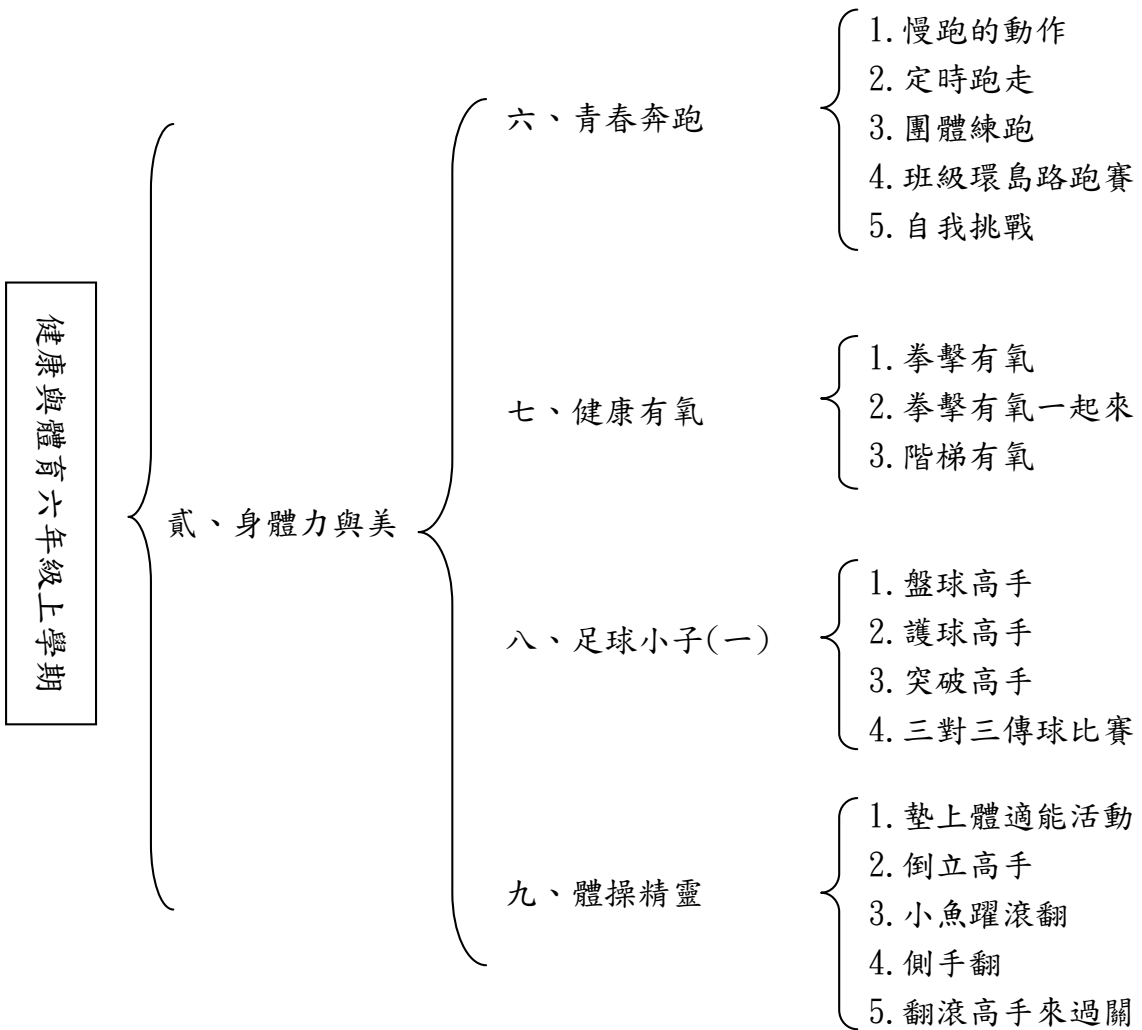 健康與體育六年級上學期
貳、身體力與美
六、青春奔跑
1.慢跑的動作
2.定時跑走
3.團體練跑
4.班級環島路跑賽
5.自我挑戰
七、健康有氧
1.拳擊有氧
2.拳擊有氧一起來
3.階梯有氧
八、足球小子(一)
1.盤球高手
2.護球高手
3.突破高手
4.三對三傳球比賽
九、體操精靈
1.墊上體適能活動
2.倒立高手
3.小魚躍滾翻
4.側手翻
5.翻滾高手來過關